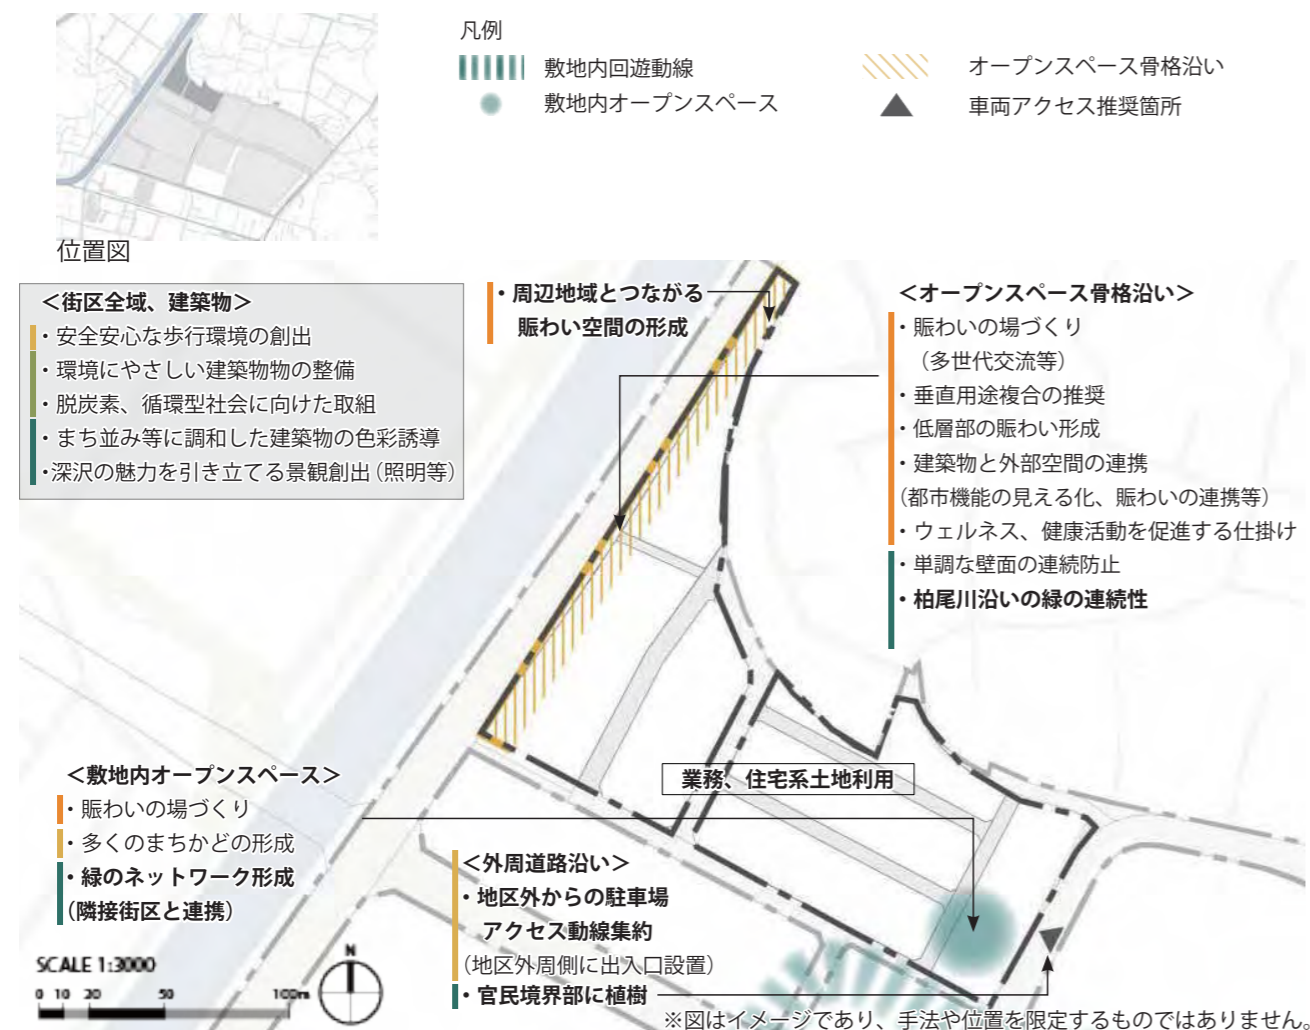 凡例
敷地内回遊動線
オープンスペース骨格沿い
敷地内オープンスペース
車両アクセス推奨箇所
位置図
＜街区全域、建築物＞
・安全安心な歩行環境の創出
・環境にやさしい建築物物の整備
・脱炭素、循環型社会に向けた取組
・まち並み等に調和した建築物の色彩誘導
・深沢の魅力を引き立てる景観創出（照明等）
・周辺地域とつながる
賑わい空間の形成
＜オープンスペース骨格沿い＞
・賑わいの場づくり
（多世代交流等）
・垂直用途複合の推奨
・低層部の賑わい形成
・建築物と外部空間の連携
（都市機能の見える化、賑わいの連携等）
・ウェルネス、健康活動を促進する仕掛け
・単調な壁面の連続防止
・柏尾川沿いの緑の連続性
業務、住宅系土地利用
＜敷地内オープンスペース＞
・賑わいの場づくり
・多くのまちかどの形成
・緑のネットワーク形成
（隣接街区と連携）
＜外周道路沿い＞
・地区外からの駐車場
アクセス動線集約
（地区外周側に出入口設置）
・官民境界部に植樹
SCALE 1:3000
0 10 20 50 100m
N
※図はイメージであり、手法や位置を限定するものではありません。